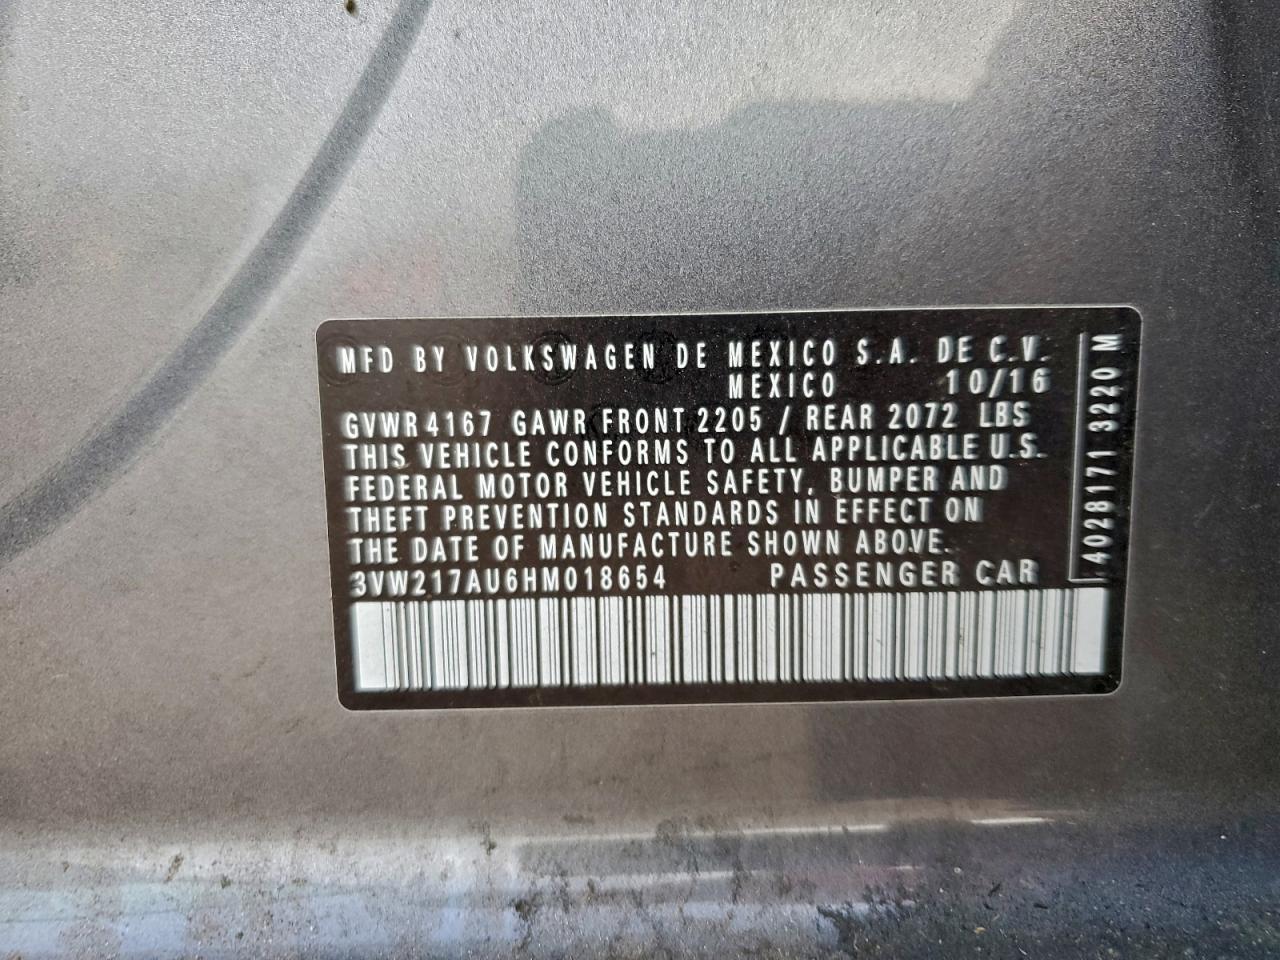 MFD BY VOLKSWAGEN DE MEXICO S.A. DE C.V.
MEXICO 10/16
GVWR 4167 GAWR FRONT 2205 / REAR 2072 LBS
THIS VEHICLE CONFORMS TO ALL APPLICABLE U.S.
FEDERAL MOTOR VEHICLE SAFETY, BUMPER AND
THEFT PREVENTION STANDARDS IN EFFECT ON
THE DATE OF MANUFACTURE SHOWN ABOVE.
3VW217AU6HM018654 PASSENGER CAR
40281713220 M